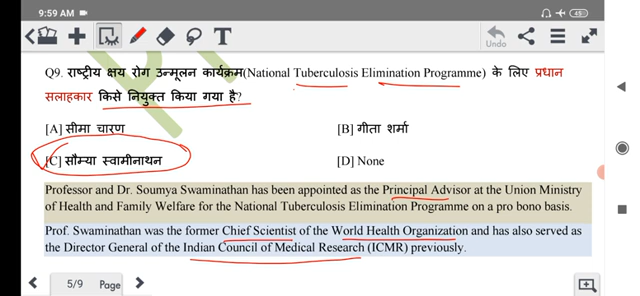 9:59 AM
45
T
Undo
Q9. राष्ट्रीय क्षय रोग उन्मूलन कार्यक्रम(National Tuberculosis Elimination Programme) के लिए प्रधान
सलाहकार किसे नियुक्त किया गया है?
[A] सीमा चारण
[B] गीता शर्मा
[C] सौम्या स्वामीनाथन
[D] None
Professor and Dr. Soumya Swaminathan has been appointed as the Principal Advisor at the Union Ministry
of Health and Family Welfare for the National Tuberculosis Elimination Programme on a pro bono basis.
Prof. Swaminathan was the former Chief Scientist of the World Health Organization and has also served as
the Director General of the Indian Council of Medical Research (ICMR) previously.
5/9 Page